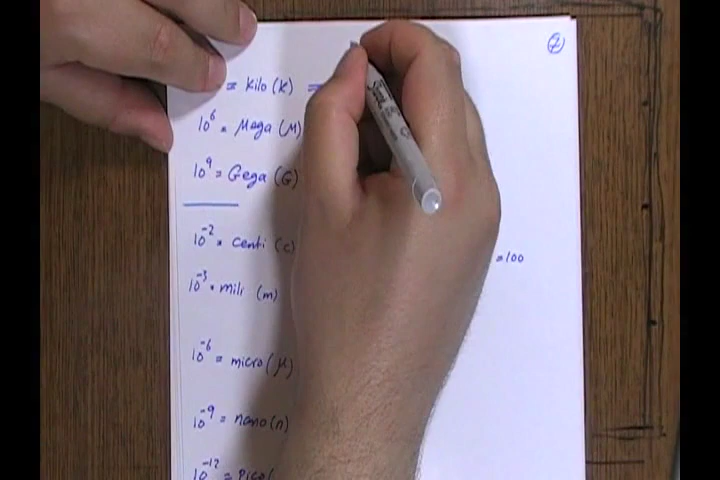 2
= kilo (K) =
10⁶ = Mega (M)
10⁹ = Gega (G)
10⁻² = centi (c)
= 100
10⁻³ = mili (m)
10⁻⁶ = micro (μ)
10⁻⁹ = nano (n)
10⁻¹² = Pico (